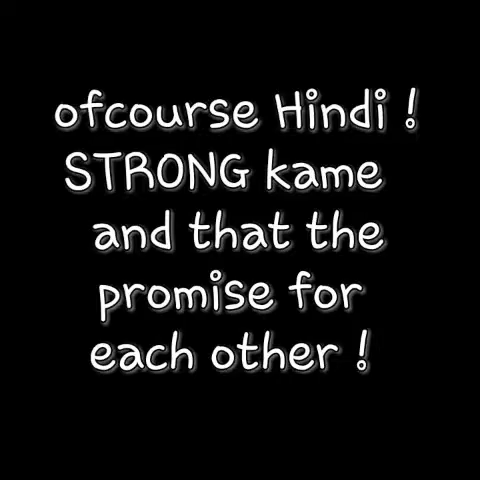 ofcourse Hindi !
STRONG kame
and that the
promise for
each other !